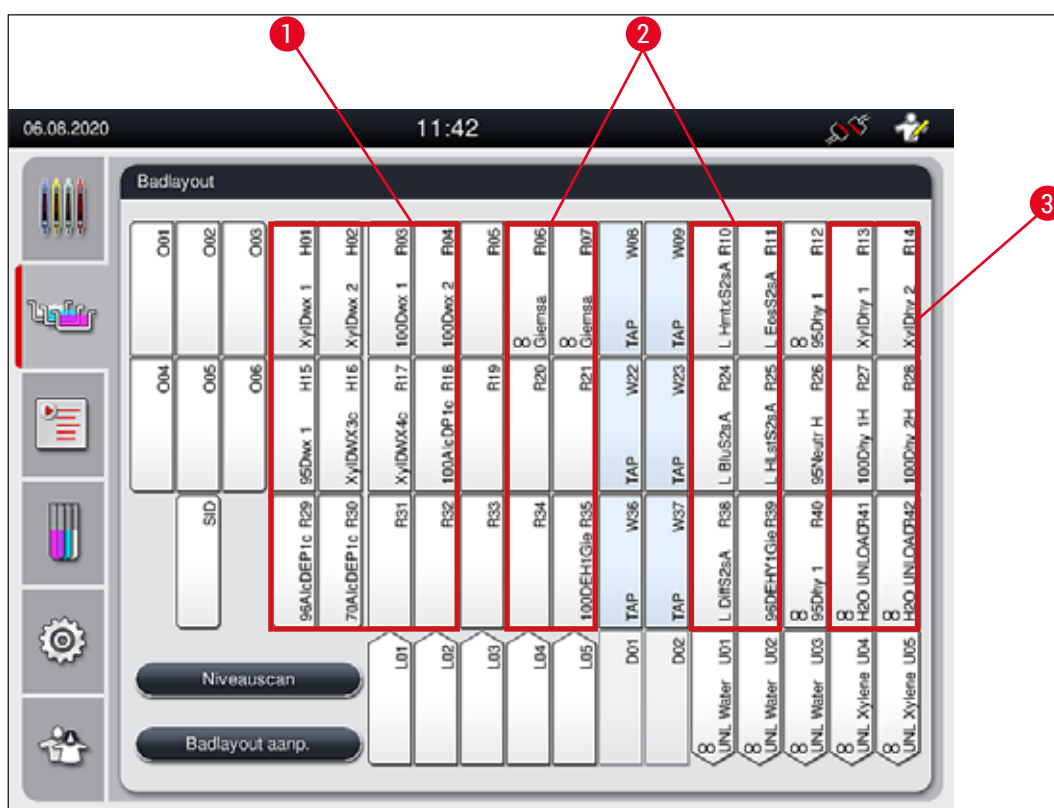 1
2
3
06.08.2020
11:42
Badlayout
O01
O02
O03
XylDwx 1 H01
XylDwx 2 H02
100Dwx 1 R03
100Dwx 2 R04
R05
∞ Giemsa R06
∞ Giemsa R07
TAP W08
TAP W09
L HmtxS2sA R10
L EosS2sA R11
∞ 95Dhy 1 R12
XylDhy 1 R13
XylDhy 2 R14
O04
O05
O06
95Dwx 1 H15
XylDWX3c H16
XylDWX4c R17
100AlcDP1c R18
R19
R20
R21
TAP W22
TAP W23
L BluS2sA R24
L HLstS2sA R25
95Neutr H R26
100Dhy 1H R27
100Dhy 2H R28
SID
96AlcDEP1c R29
70AlcDEP1c R30
R31
R32
R33
R34
100DEH1Gie R35
TAP W36
TAP W37
L DiffS2sA R38
96DEHY1Gie R39
∞ 95Dhy 1 R40
∞ H2O UNLOAD R41
∞ H2O UNLOAD R42
Niveauscan
Badlayout aanp.
L01
L02
L03
L04
L05
D01
D02
∞ UNL Water U01
∞ UNL Water U02
∞ UNL Water U03
∞ UNL Xylene U04
∞ UNL Xylene U05